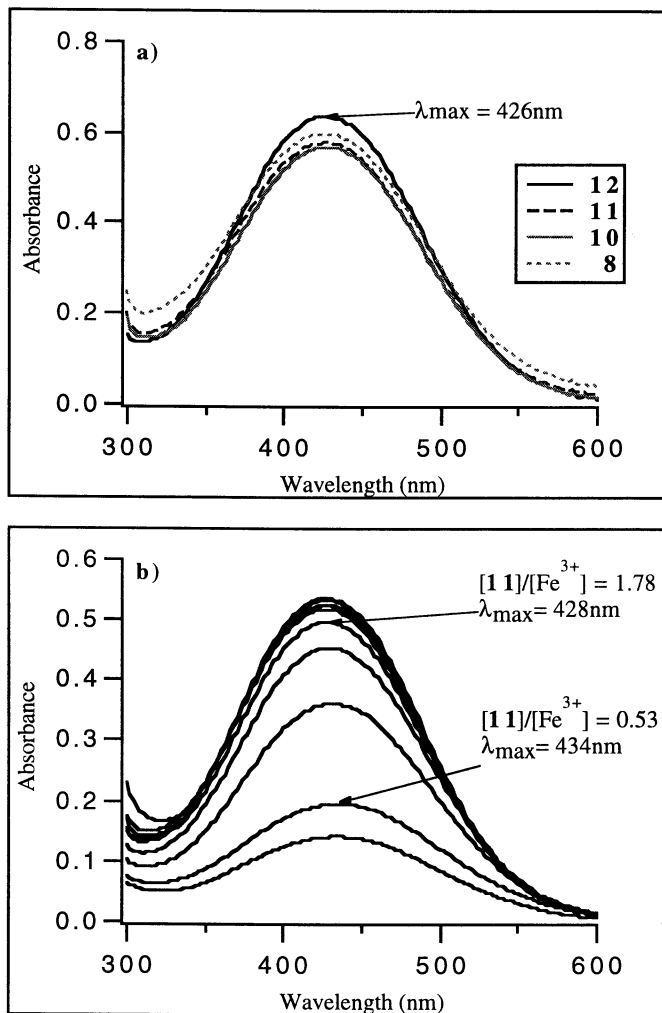 a)
0.8
0.6
0.4
0.2
0.0
Absorbance
λmax = 426nm
12
11
10
8
300 400 500 600
Wavelength (nm)
b)
0.6
0.5
0.4
0.3
0.2
0.1
0.0
Absorbance
[11]/[Fe³⁺] = 1.78
λmax= 428nm
[11]/[Fe³⁺] = 0.53
λmax= 434nm
300 400 500 600
Wavelength (nm)